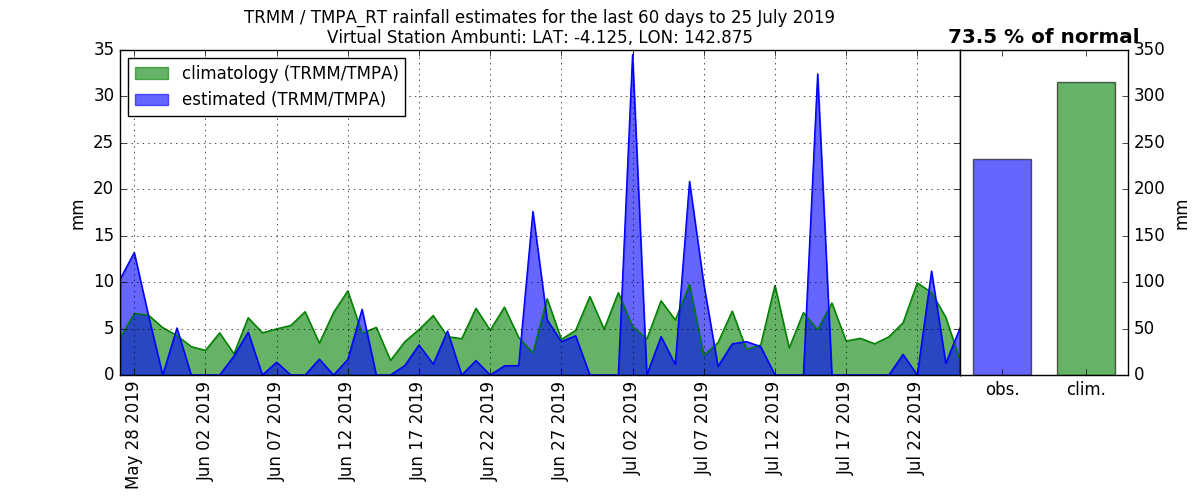 TRMM / TMPA_RT rainfall estimates for the last 60 days to 25 July 2019
Virtual Station Ambunti: LAT: -4.125, LON: 142.875
73.5 % of normal
climatology (TRMM/TMPA)
estimated (TRMM/TMPA)
35
30
25
20
15
10
5
0
mm
May 28 2019
Jun 02 2019
Jun 07 2019
Jun 12 2019
Jun 17 2019
Jun 22 2019
Jun 27 2019
Jul 02 2019
Jul 07 2019
Jul 12 2019
Jul 17 2019
Jul 22 2019
350
300
250
200
150
100
50
0
mm
obs.
clim.